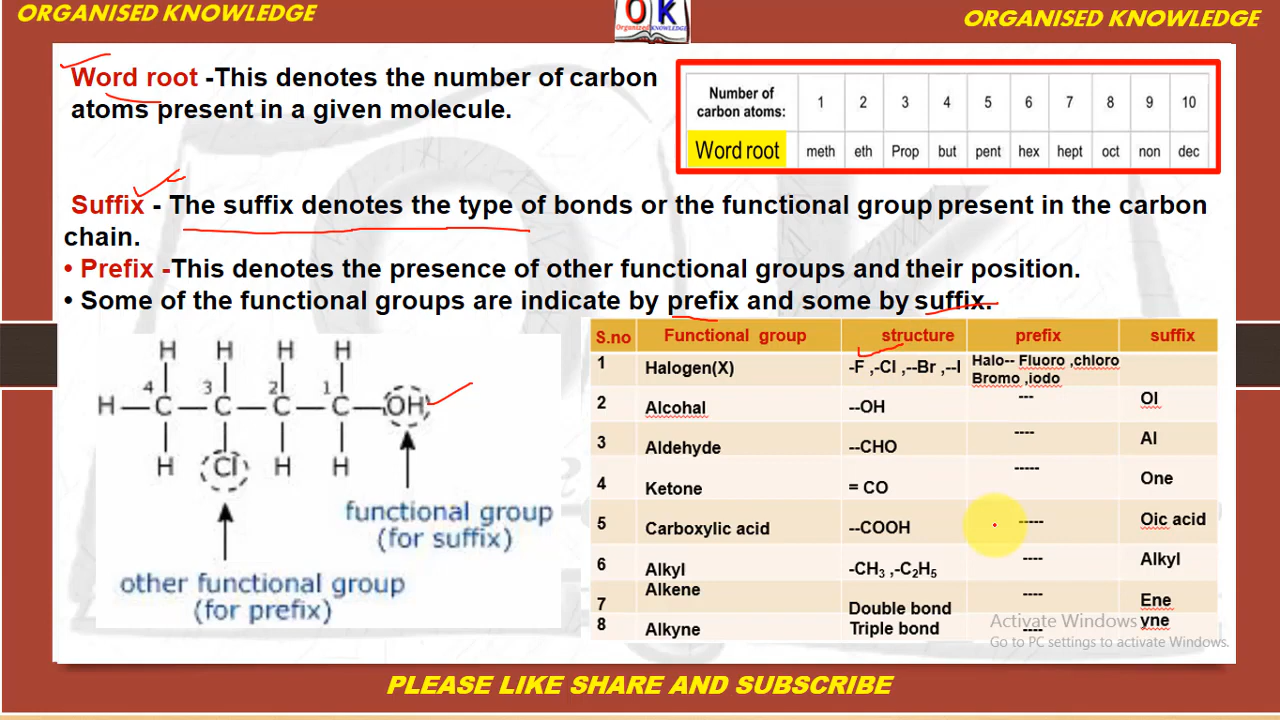 ORGANISED KNOWLEDGE
OK
Organized Knowledge
ORGANISED KNOWLEDGE
Word root -This denotes the number of carbon
atoms present in a given molecule.
Number of carbon atoms: 1 2 3 4 5 6 7 8 9 10
Word root meth eth Prop but pent hex hept oct non dec
Suffix - The suffix denotes the type of bonds or the functional group present in the carbon
chain.
• Prefix -This denotes the presence of other functional groups and their position.
• Some of the functional groups are indicate by prefix and some by suffix.
H H H H
4 3 2 1
H—C—C—C—C—OH
H Cl H H
functional group
(for suffix)
other functional group
(for prefix)
S.no Functional group structure prefix suffix
1 Halogen(X) -F ,-Cl ,--Br ,--I Halo-- Fluoro ,chloro
Bromo ,iodo
2 Alcohal --OH --- Ol
3 Aldehyde --CHO ---- Al
4 Ketone = CO ----- One
5 Carboxylic acid --COOH ----- Oic acid
6 Alkyl -CH₃ ,-C₂H₅ ---- Alkyl
7 Alkene Double bond ---- Ene
8 Alkyne Triple bond ---- yne
Activate Windows
Go to PC settings to activate Windows.
PLEASE LIKE SHARE AND SUBSCRIBE